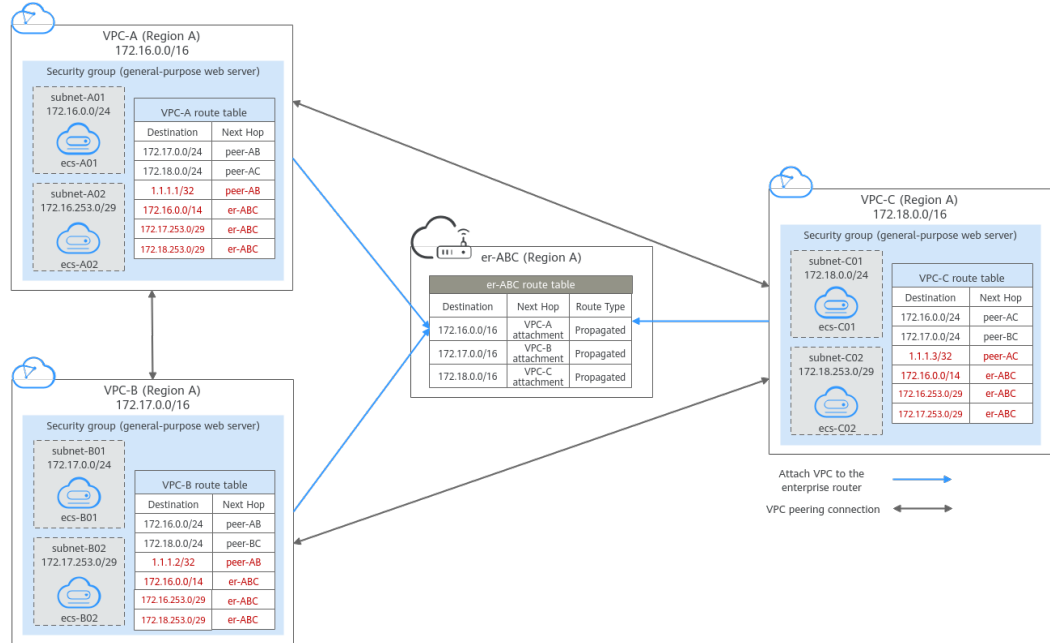 VPC-A (Region A)
172.16.0.0/16
Security group (general-purpose web server)
subnet-A01
172.16.0.0/24
ecs-A01
subnet-A02
172.16.253.0/29
ecs-A02
VPC-A route table
Destination Next Hop
172.17.0.0/24 peer-AB
172.18.0.0/24 peer-AC
1.1.1.1/32 peer-AB
172.16.0.0/14 er-ABC
172.17.253.0/29 er-ABC
172.18.253.0/29 er-ABC
VPC-B (Region A)
172.17.0.0/16
Security group (general-purpose web server)
subnet-B01
172.17.0.0/24
ecs-B01
subnet-B02
172.17.253.0/29
ecs-B02
VPC-B route table
Destination Next Hop
172.16.0.0/24 peer-AB
172.18.0.0/24 peer-BC
1.1.1.2/32 peer-AB
172.16.0.0/14 er-ABC
172.16.253.0/29 er-ABC
172.18.253.0/29 er-ABC
er-ABC (Region A)
er-ABC route table
Destination Next Hop Route Type
172.16.0.0/16 VPC-A attachment Propagated
172.17.0.0/16 VPC-B attachment Propagated
172.18.0.0/16 VPC-C attachment Propagated
VPC-C (Region A)
172.18.0.0/16
Security group (general-purpose web server)
subnet-C01
172.18.0.0/24
ecs-C01
subnet-C02
172.18.253.0/29
ecs-C02
VPC-C route table
Destination Next Hop
172.16.0.0/24 peer-AC
172.17.0.0/24 peer-BC
1.1.1.3/32 peer-AC
172.16.0.0/14 er-ABC
172.16.253.0/29 er-ABC
172.17.253.0/29 er-ABC
Attach VPC to the
enterprise router
VPC peering connection